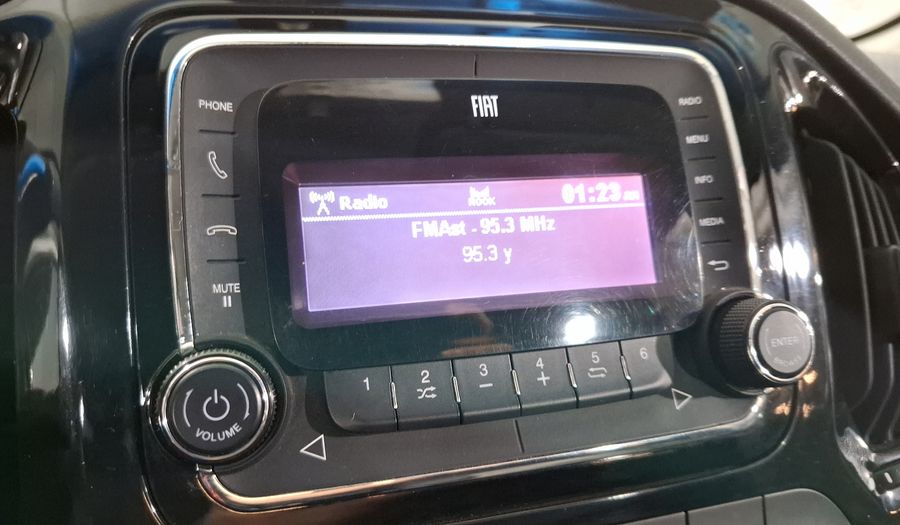 FIAT
PHONE
MUTE
Radio
ROCK
01:23
FMAst - 95.3 MHz
95.3 y
RADIO
MENU
INFO
MEDIA
1
2
3
4
5
6
VOLUME
ENTER
BROWSE